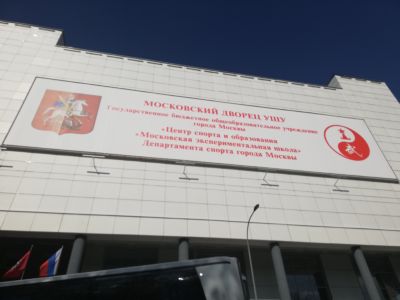 МОСКОВСКИЙ ДВОРЕЦ УШУ
Государственное бюджетное общеобразовательное учреждение
города Москвы
«Центр спорта и образования
«Московская экспериментальная школа»
Департамента спорта города Москвы